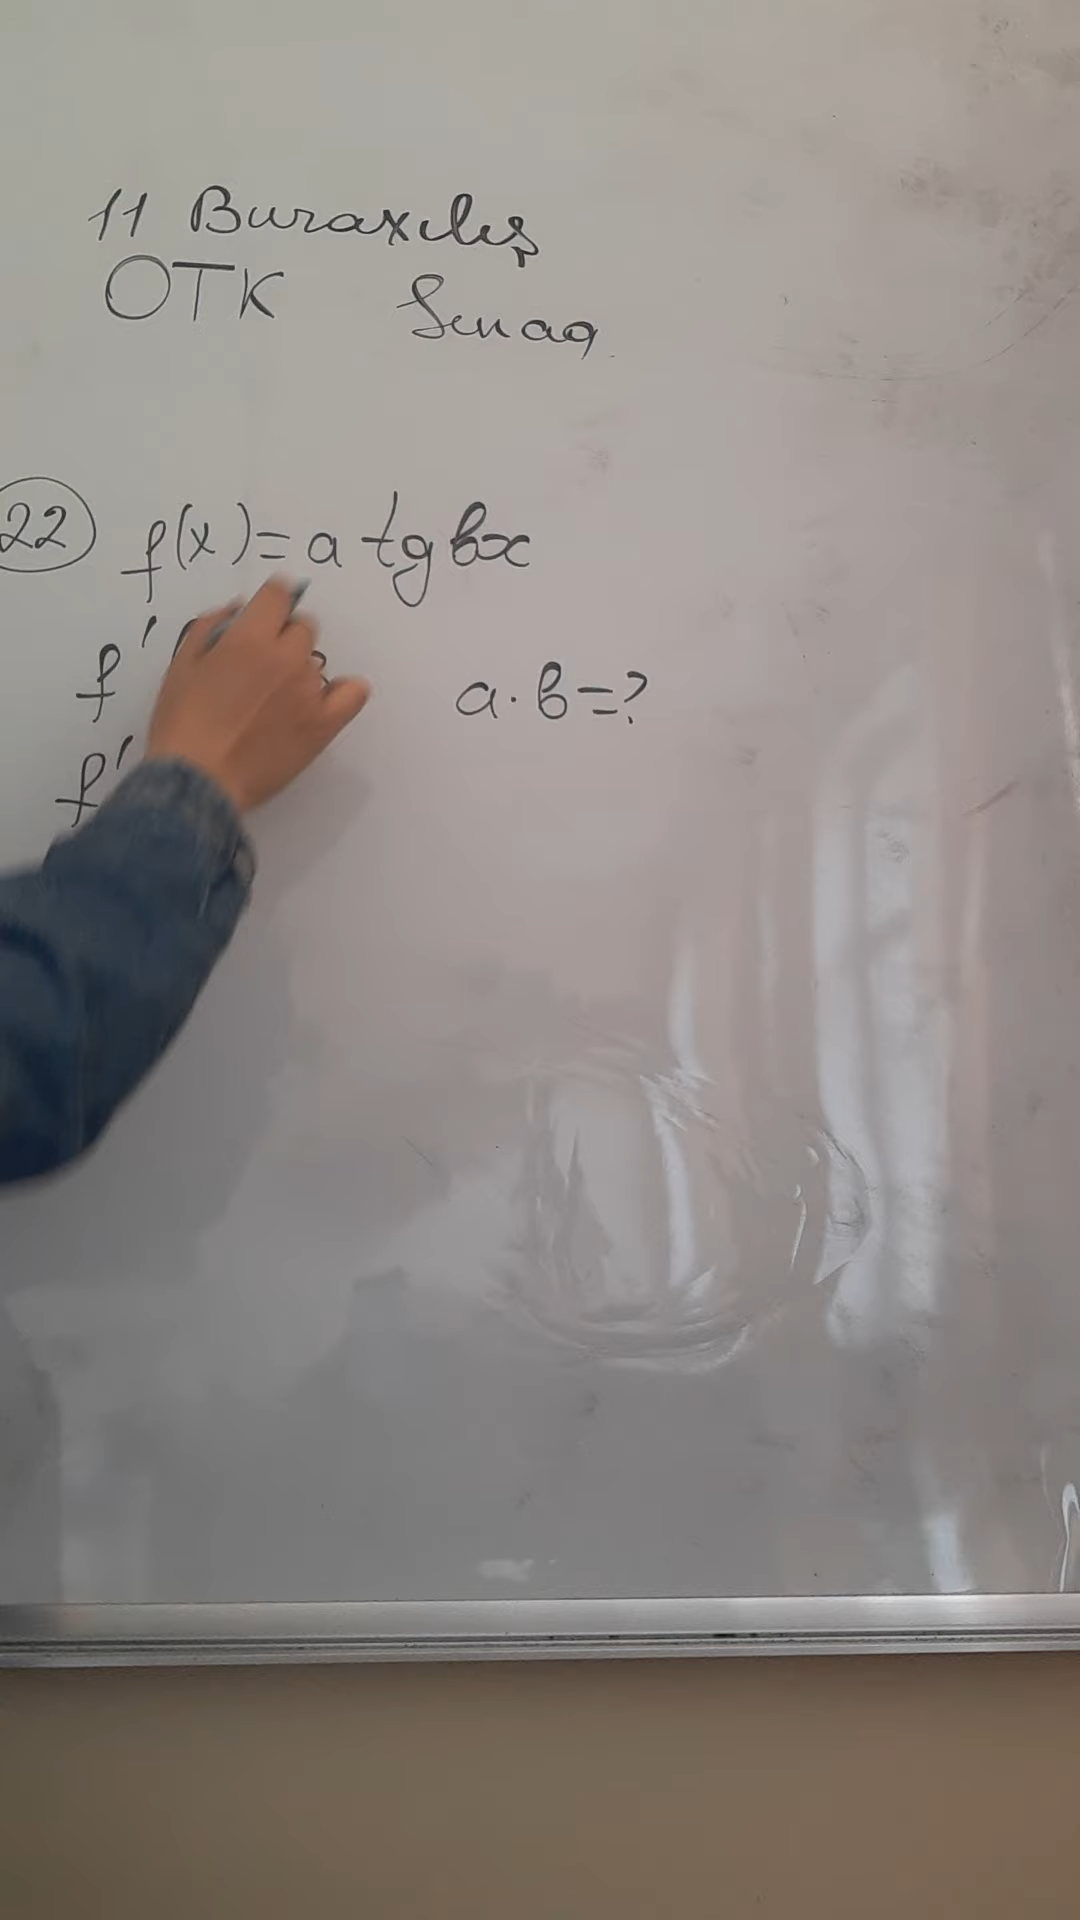 11 Buraxılış
OTK Sınaq
22 f(x)=a tg bx
f'
a·b=?
f'